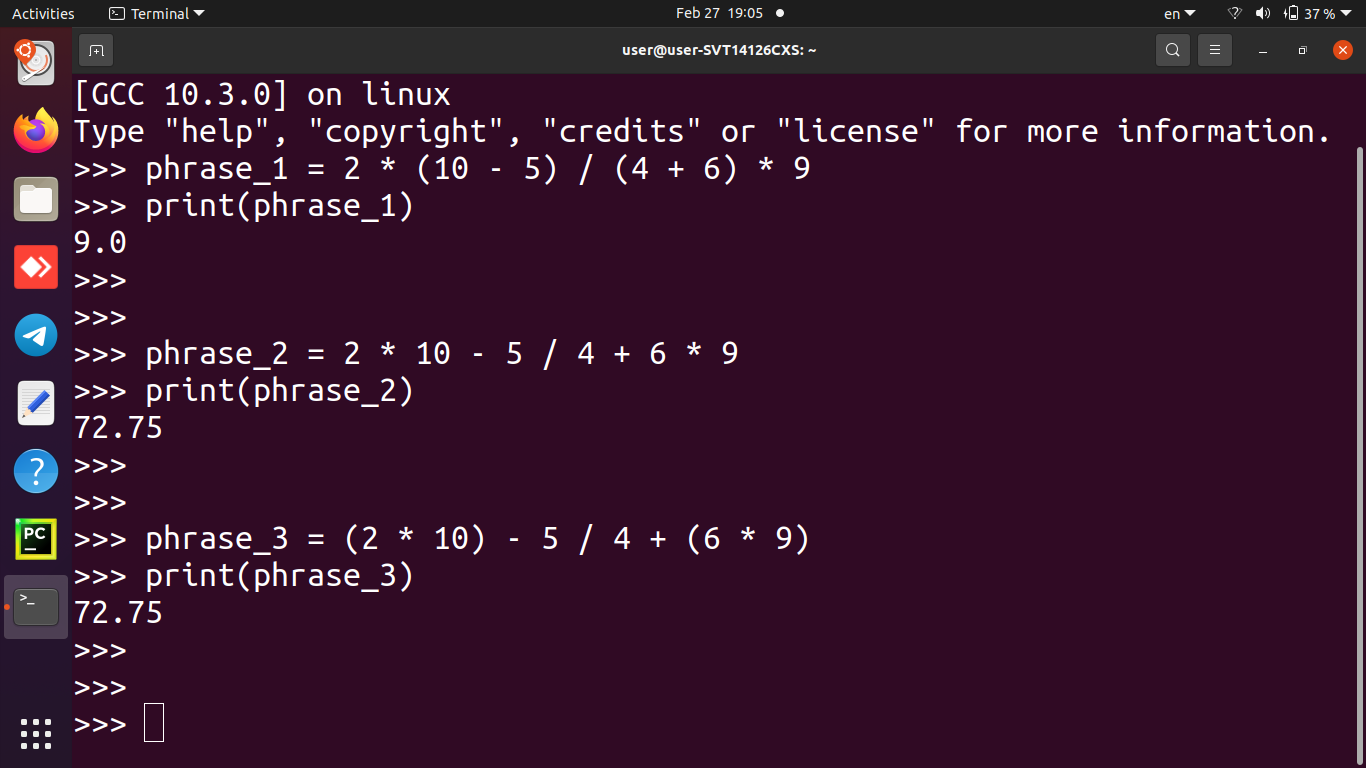 Activities Terminal Feb 27 19:05 en 37 %
user@user-SVT14126CXS: ~
[GCC 10.3.0] on linux
Type "help", "copyright", "credits" or "license" for more information.
>>> phrase_1 = 2 * (10 - 5) / (4 + 6) * 9
>>> print(phrase_1)
9.0
>>>
>>>
>>> phrase_2 = 2 * 10 - 5 / 4 + 6 * 9
>>> print(phrase_2)
72.75
>>>
>>>
>>> phrase_3 = (2 * 10) - 5 / 4 + (6 * 9)
>>> print(phrase_3)
72.75
>>>
>>>
>>>
?
PC
>_